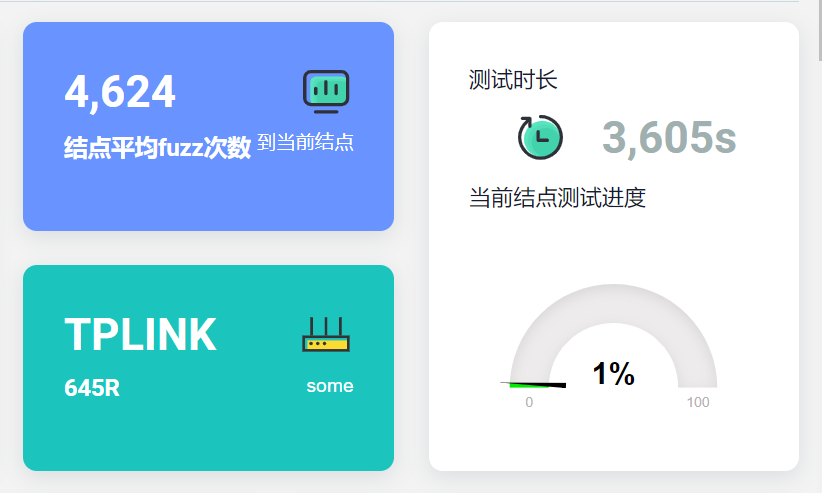 4,624
结点平均fuzz次数 到当前结点
TPLINK
645R some
测试时长
3,605s
当前结点测试进度
1%
0 100